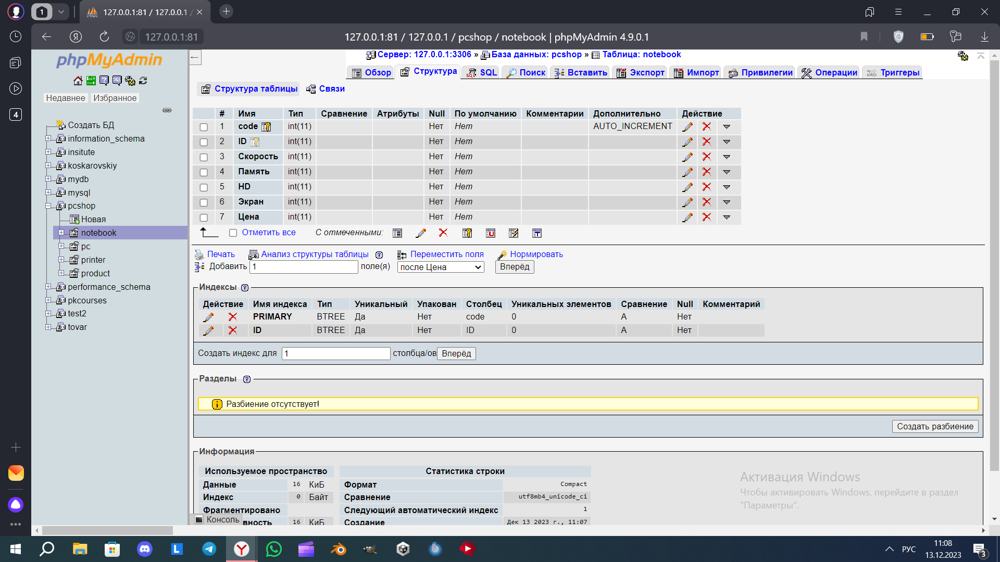 1
127.0.0.1:81 / 127.0.0.1 /
127.0.0.1:81
127.0.0.1:81 / 127.0.0.1 / pcshop / notebook | phpMyAdmin 4.9.0.1
4
phpMyAdmin
Недавнее Избранное
Создать БД
information_schema
insitute
koskarovskiy
mydb
mysql
pcshop
Новая
notebook
pc
printer
product
performance_schema
pkcourses
test2
tovar
Сервер: 127.0.0.1:3306 » База данных: pcshop » Таблица: notebook
Обзор Структура SQL Поиск Вставить Экспорт Импорт Привилегии Операции Триггеры
Структура таблицы Связи
# Имя Тип Сравнение Атрибуты Null По умолчанию Комментарии Дополнительно Действие
1 code int(11) Нет Нет AUTO_INCREMENT
2 ID int(11) Нет Нет
3 Скорость int(11) Нет Нет
4 Память int(11) Нет Нет
5 HD int(11) Нет Нет
6 Экран int(11) Нет Нет
7 Цена int(11) Нет Нет
Отметить все С отмеченными:
Печать Анализ структуры таблицы Переместить поля Нормировать
Добавить 1 поле(я) после Цена Вперёд
Индексы
Действие Имя индекса Тип Уникальный Упакован Столбец Уникальных элементов Сравнение Null Комментарий
PRIMARY BTREE Да Нет code 0 A Нет
ID BTREE Да Нет ID 0 A Нет
Создать индекс для 1 столбца/ов Вперёд
Разделы
Разбиение отсутствует!
Создать разбиение
Информация
Используемое пространство
Данные 16 КиБ
Индекс 0 Байт
Фрагментировано
вность 16 КиБ
Статистика строки
Формат Compact
Сравнение utf8mb4_unicode_ci
Следующий автоматический индекс 1
Создание Дек 13 2023 г., 11:07
Консоль
Активация Windows
Чтобы активировать Windows, перейдите в раздел
"Параметры".
РУС
11:08
13.12.2023
3